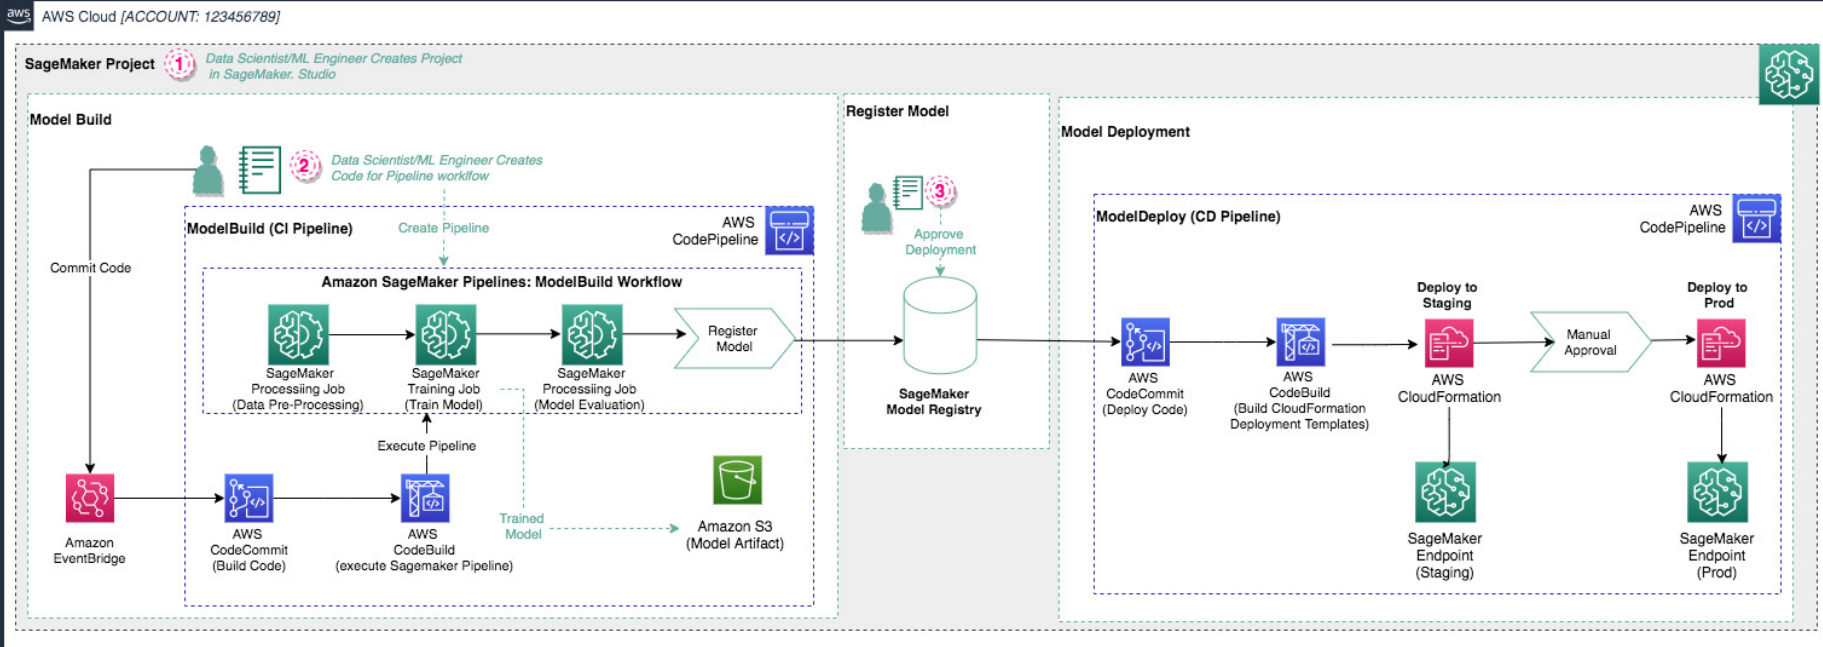 aws
AWS Cloud [ACCOUNT: 123456789]
SageMaker Project
1
Data Scientist/ML Engineer Creates Project
in SageMaker. Studio
Model Build
2
Data Scientist/ML Engineer Creates
Code for Pipeline worklfow
Commit Code
ModelBuild (CI Pipeline)
Create Pipeline
AWS
CodePipeline
Amazon SageMaker Pipelines: ModelBuild Workflow
SageMaker
Processiing Job
(Data Pre-Processing)
SageMaker
Training Job
(Train Model)
SageMaker
Processiing Job
(Model Evaluation)
Register
Model
Execute Pipeline
Amazon
EventBridge
AWS
CodeCommit
(Build Code)
AWS
CodeBuild
(execute Sagemaker Pipeline)
Trained
Model
Amazon S3
(Model Artifact)
Register Model
3
Approve
Deployment
SageMaker
Model Registry
Model Deployment
ModelDeploy (CD Pipeline)
AWS
CodePipeline
AWS
CodeCommit
(Deploy Code)
AWS
CodeBuild
(Build CloudFormation
Deployment Templates)
Deploy to
Staging
AWS
CloudFormation
Manual
Approval
Deploy to
Prod
AWS
CloudFormation
SageMaker
Endpoint
(Staging)
SageMaker
Endpoint
(Prod)